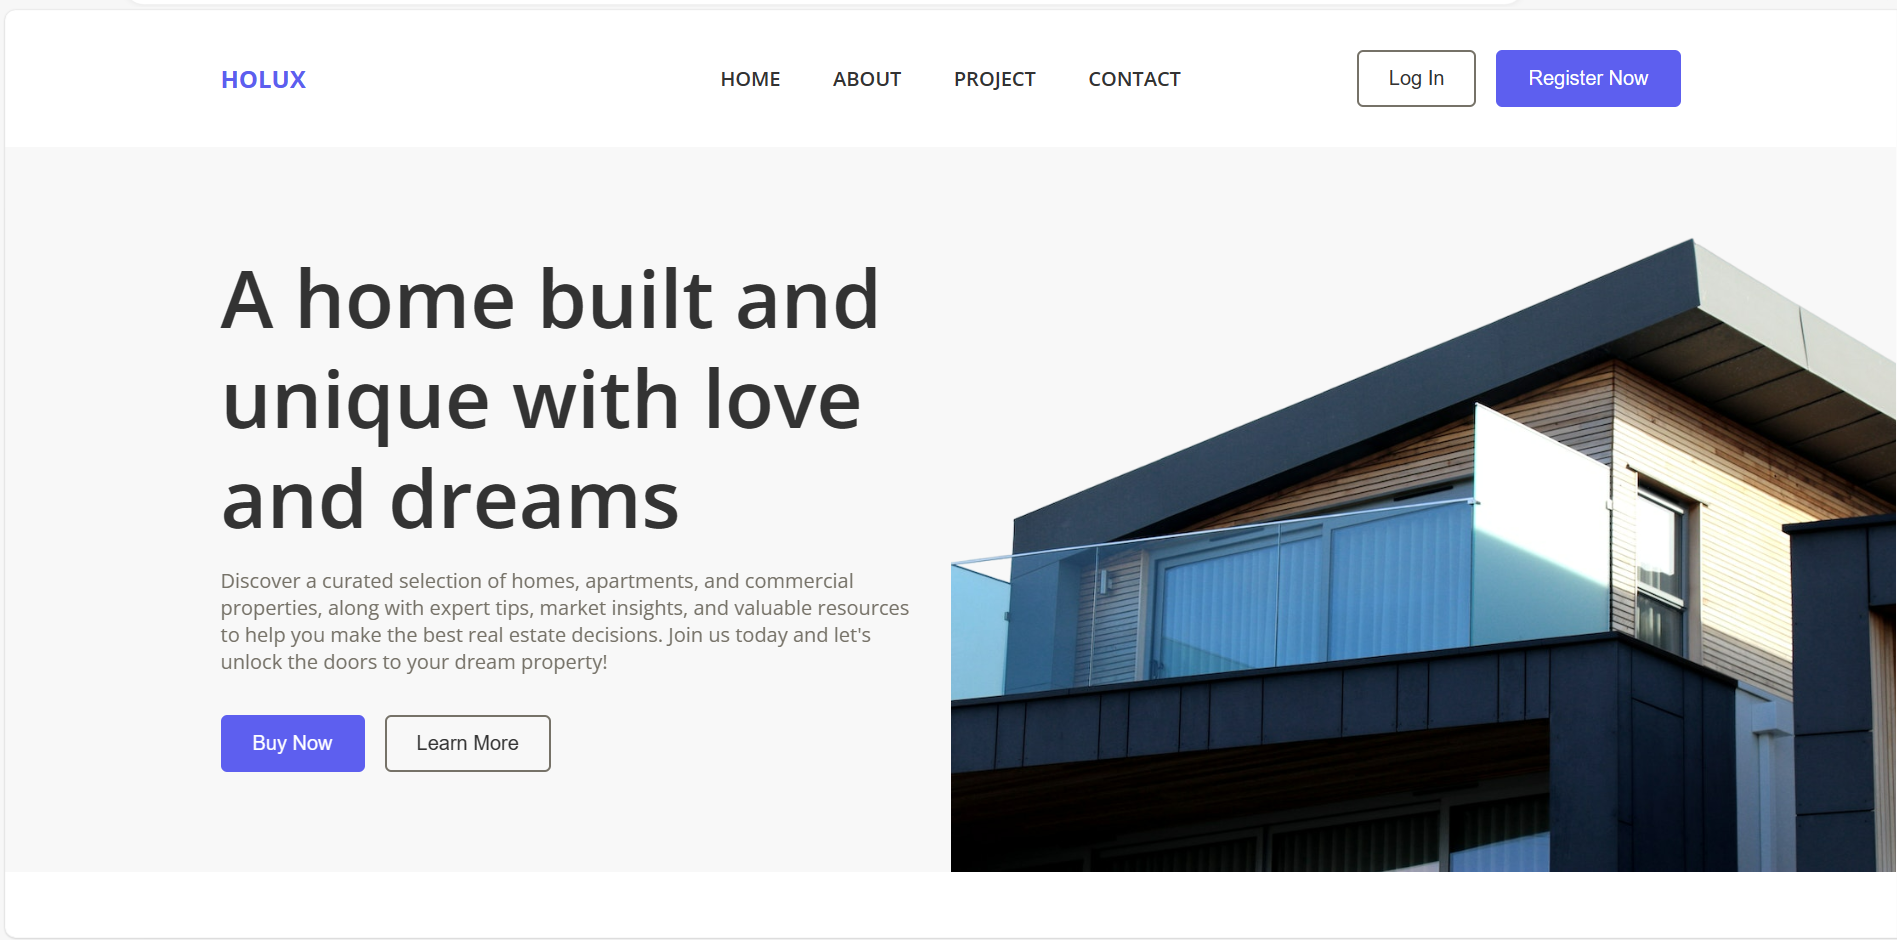 HOLUX
HOME
ABOUT
PROJECT
CONTACT
Log In
Register Now
A home built and
unique with love
and dreams
Discover a curated selection of homes, apartments, and commercial
properties, along with expert tips, market insights, and valuable resources
to help you make the best real estate decisions. Join us today and let's
unlock the doors to your dream property!
Buy Now
Learn More